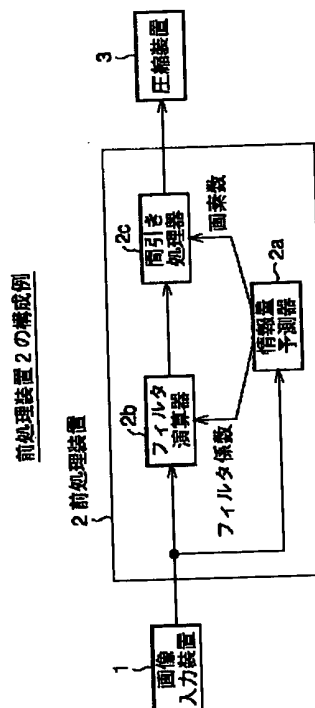 前処理装置2の構成例
2 前処理装置
1
画像
入力装置
2b
フィルタ
演算器
2c
間引き
処理器
3
圧縮装置
フィルタ係数
画素数
2a
情報量
予測器